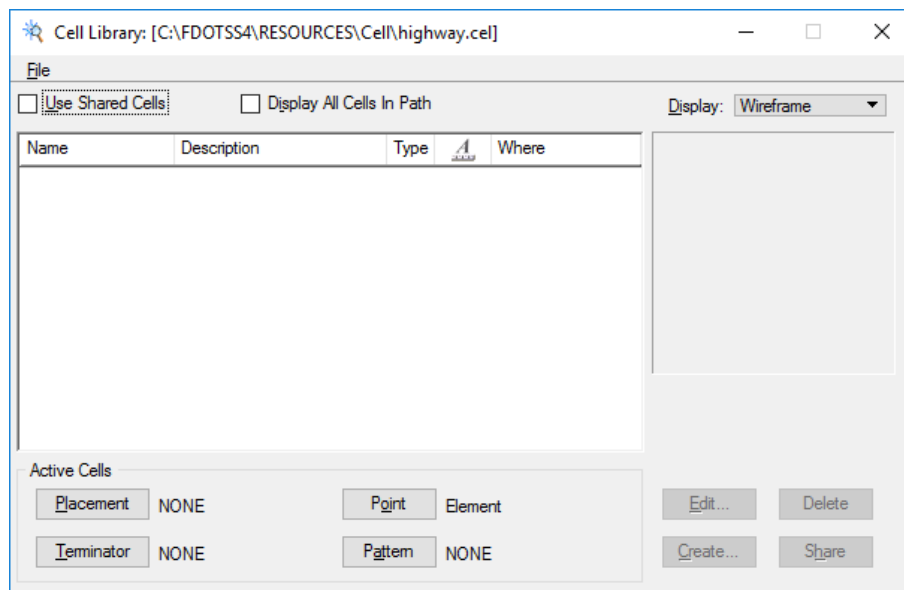 Cell Library: [C:\FDOTSS4\RESOURCES\Cell\highway.cel]
File
Use Shared Cells Display All Cells In Path Display: Wireframe
Name Description Type A Where
Active Cells
Placement NONE Point Element Edit... Delete
Terminator NONE Pattern NONE Create... Share